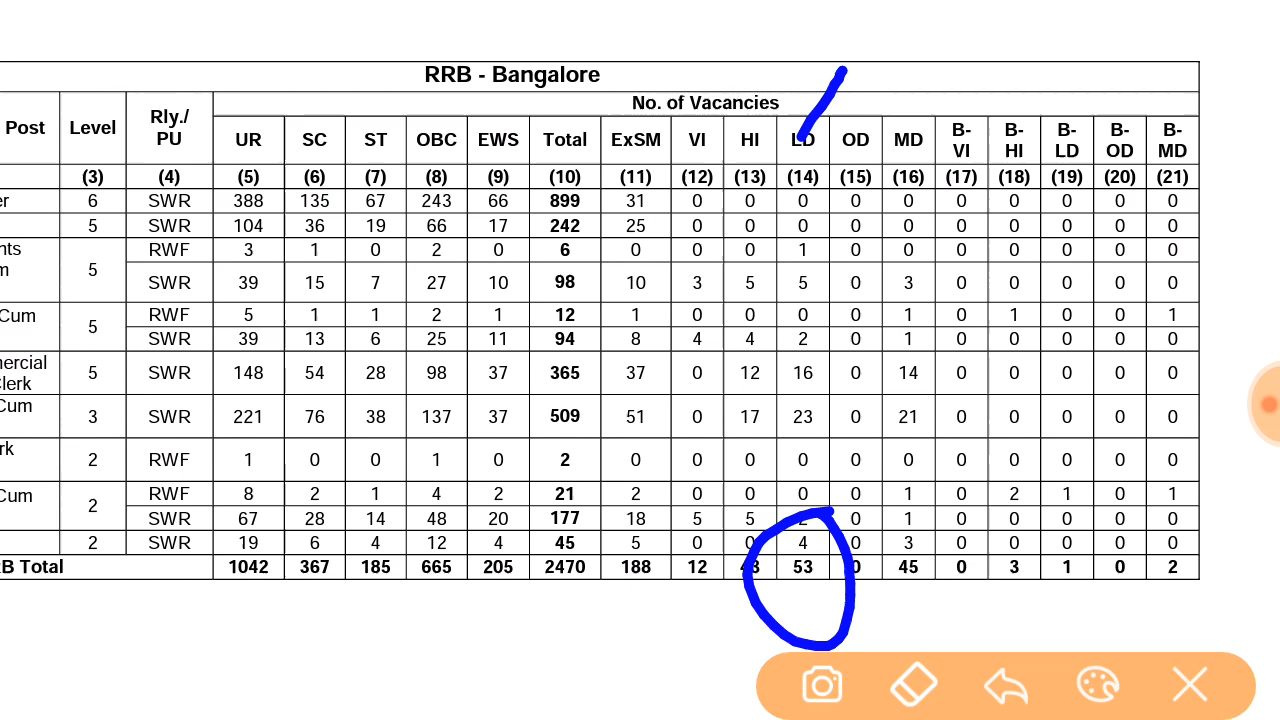 RRB - Bangalore
Post Level Rly./ PU No. of Vacancies
UR SC ST OBC EWS Total ExSM VI HI LD OD MD B-VI B-HI B-LD B-OD B-MD
(3) (4) (5) (6) (7) (8) (9) (10) (11) (12) (13) (14) (15) (16) (17) (18) (19) (20) (21)
er 6 SWR 388 135 67 243 66 899 31 0 0 0 0 0 0 0 0 0 0
5 SWR 104 36 19 66 17 242 25 0 0 0 0 0 0 0 0 0 0
nts m 5 RWF 3 1 0 2 0 6 0 0 0 1 0 0 0 0 0 0 0
SWR 39 15 7 27 10 98 10 3 5 5 0 3 0 0 0 0 0
Cum 5 RWF 5 1 1 2 1 12 1 0 0 0 0 1 0 1 0 0 1
SWR 39 13 6 25 11 94 8 4 4 2 0 1 0 0 0 0 0
ercial lerk 5 SWR 148 54 28 98 37 365 37 0 12 16 0 14 0 0 0 0 0
Cum 3 SWR 221 76 38 137 37 509 51 0 17 23 0 21 0 0 0 0 0
rk 2 RWF 1 0 0 1 0 2 0 0 0 0 0 0 0 0 0 0 0
Cum 2 RWF 8 2 1 4 2 21 2 0 0 0 0 1 0 2 1 0 1
SWR 67 28 14 48 20 177 18 5 5 2 0 1 0 0 0 0 0
2 SWR 19 6 4 12 4 45 5 0 0 4 0 3 0 0 0 0 0
B Total 1042 367 185 665 205 2470 188 12 43 53 0 45 0 3 1 0 2